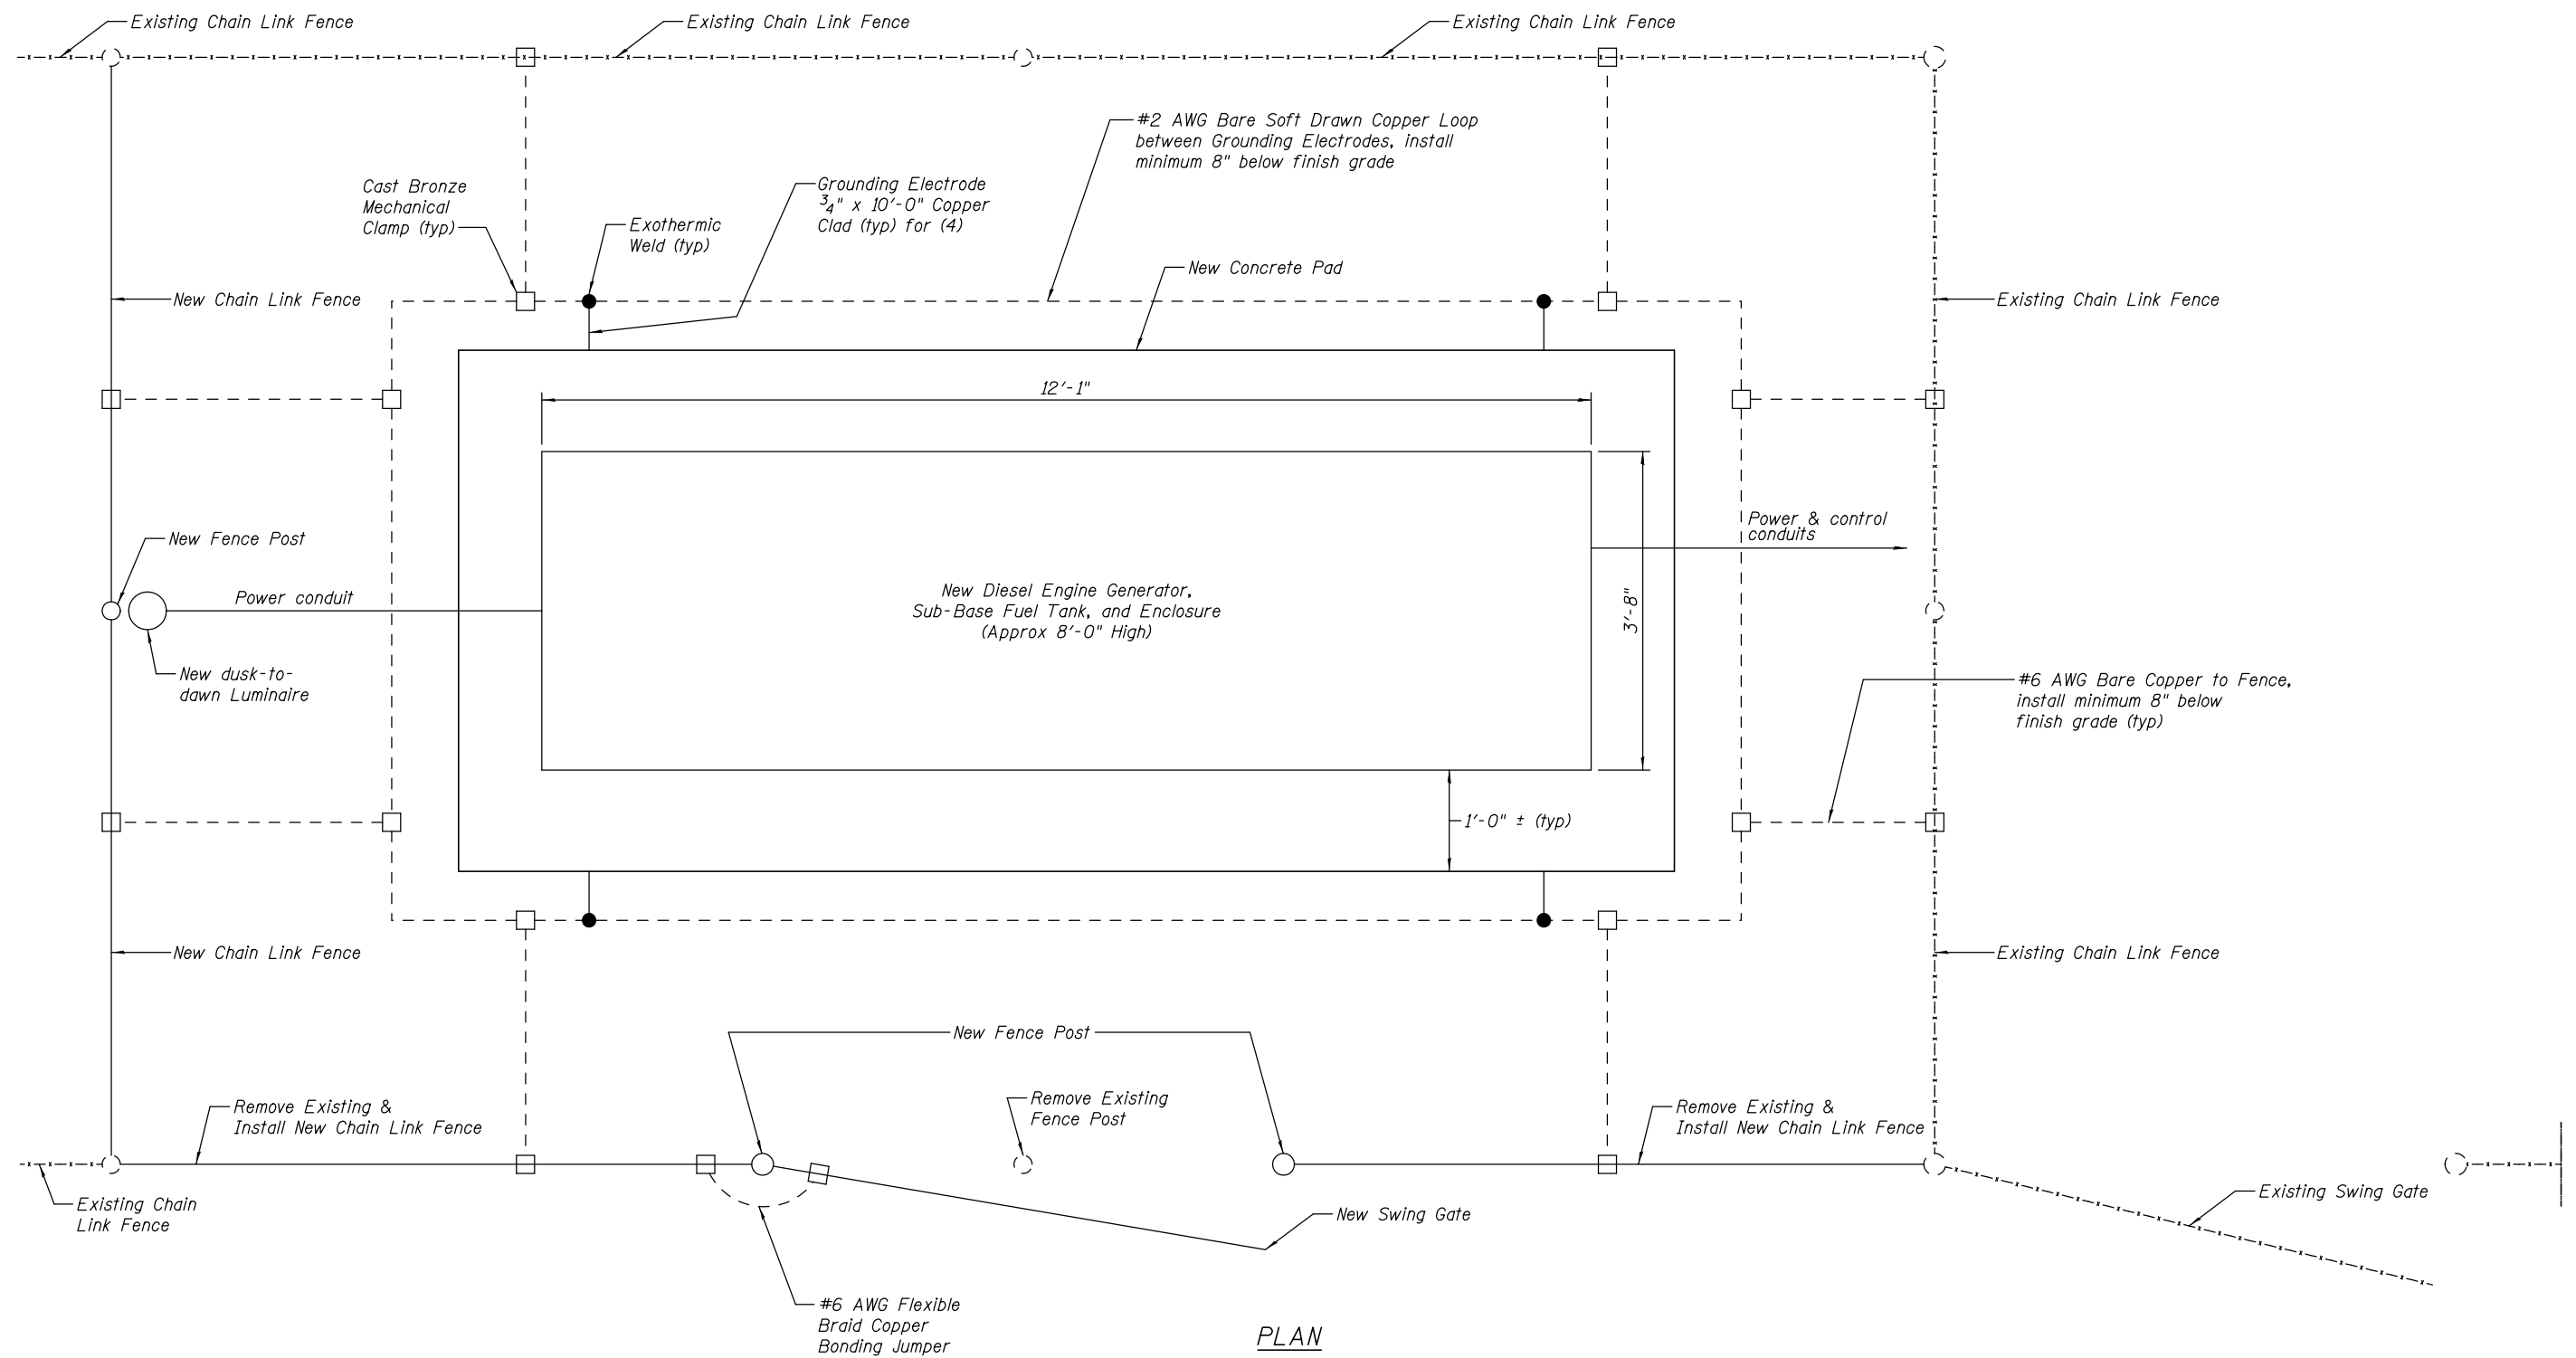 Existing Chain Link Fence
Existing Chain Link Fence
Existing Chain Link Fence
#2 AWG Bare Soft Drawn Copper Loop
between Grounding Electrodes, install
minimum 8" below finish grade
Cast Bronze
Mechanical
Clamp (typ)
Grounding Electrode
3/4" x 10'-0" Copper
Clad (typ) for (4)
Exothermic
Weld (typ)
New Concrete Pad
New Chain Link Fence
Existing Chain Link Fence
12'-1"
New Fence Post
Power & control
conduits
Power conduit
New Diesel Engine Generator,
Sub-Base Fuel Tank, and Enclosure
(Approx 8'-0" High)
3'-8"
New dusk-to-
dawn Luminaire
#6 AWG Bare Copper to Fence,
install minimum 8" below
finish grade (typ)
1'-0" ± (typ)
New Chain Link Fence
Existing Chain Link Fence
New Fence Post
Remove Existing
Fence Post
Remove Existing &
Install New Chain Link Fence
Remove Existing &
Install New Chain Link Fence
Existing Chain
Link Fence
New Swing Gate
Existing Swing Gate
#6 AWG Flexible
Braid Copper
Bonding Jumper
PLAN